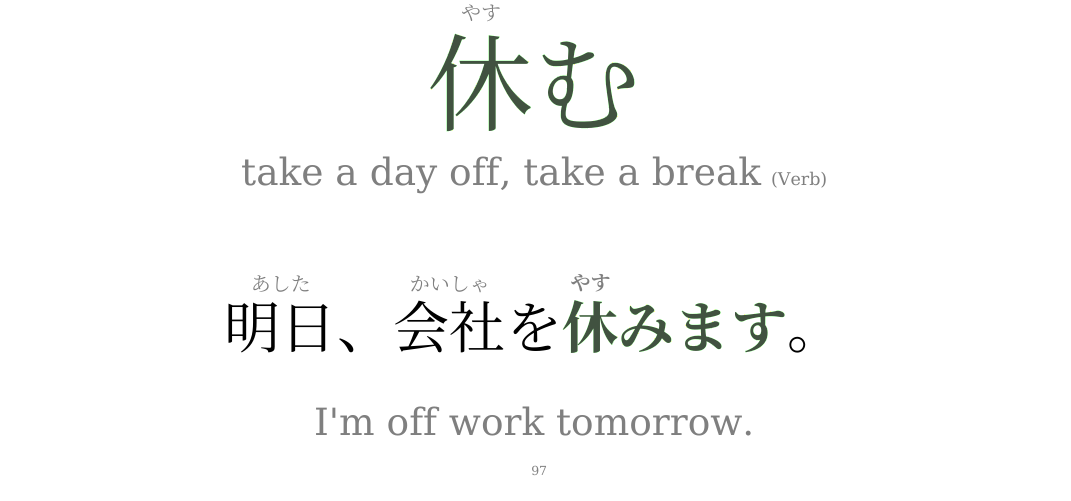 やす
休む
take a day off, take a break (Verb)
あした かいしゃ やす
明日、会社を休みます。
I'm off work tomorrow.
97